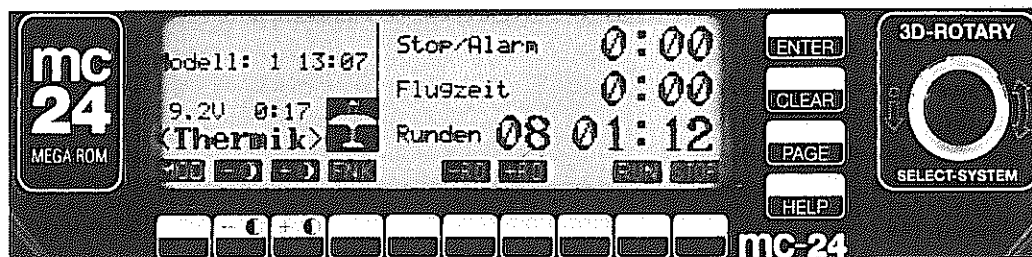 mc
24
MEGA ROM
odell: 1 13:07
9.2V 0:17
<Thermik>
Stop/Alarm 0:00
Flugzeit 0:00
Runden 08 01:12
ENTER
CLEAR
PAGE
HELP
3D-ROTARY
SELECT-SYSTEM
mc-24